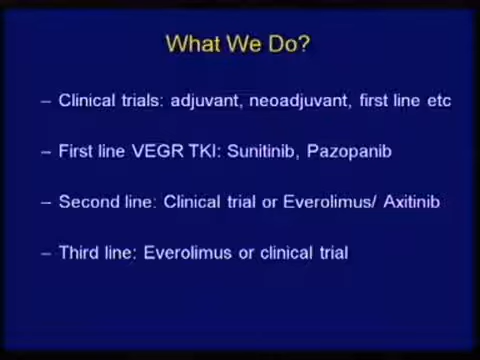 What We Do?
– Clinical trials: adjuvant, neoadjuvant, first line etc
– First line VEGR TKI: Sunitinib, Pazopanib
– Second line: Clinical trial or Everolimus/ Axitinib
– Third line: Everolimus or clinical trial